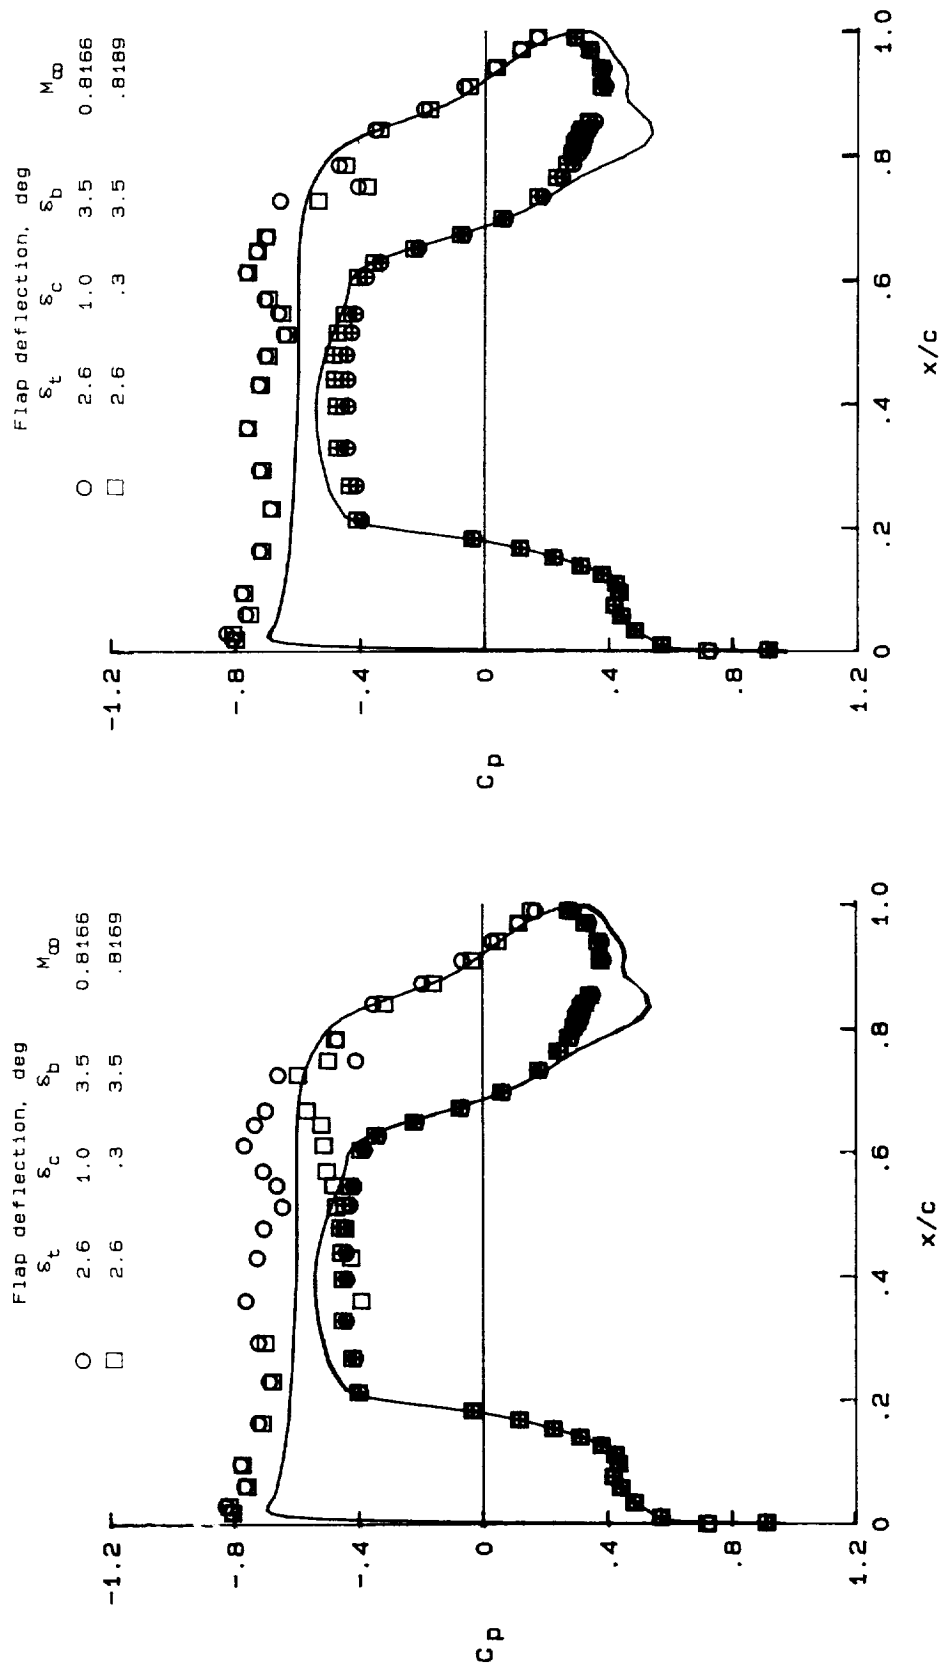 Flap deflection, deg
δt δc δb M∞
2.6 1.0 3.5 0.8166
2.6 .3 3.5 .8169
-1.2
-.8
-.4
0
.4
.8
1.2
Cp
0 .2 .4 .6 .8 1.0
x/c
Flap deflection, deg
δt δc δb M∞
2.6 1.0 3.5 0.8166
2.6 .3 3.5 .8189
-1.2
-.8
-.4
0
.4
.8
1.2
Cp
0 .2 .4 .6 .8 1.0
x/c